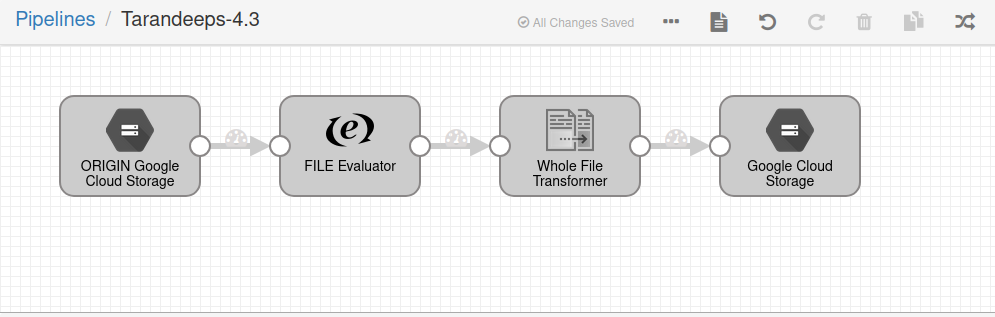 Pipelines / Tarandeeps-4.3
All Changes Saved
ORIGIN Google
Cloud Storage
FILE Evaluator
Whole File
Transformer
Google Cloud
Storage